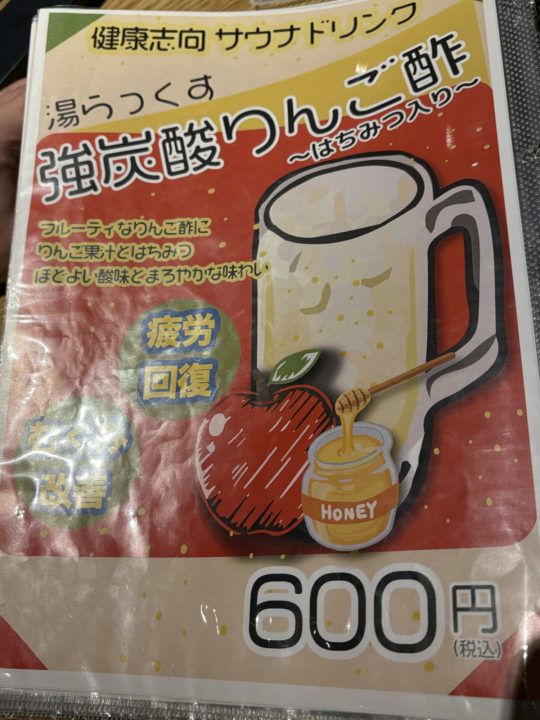 健康志向 サウナドリンク
湯らっくす
強炭酸りんご酢
～はちみつ入り～
フルーティなりんご酢に
りんご果汁とはちみつ
ほどよい酸味とまろやかな味わい
疲労
回復
むくみ
改善
HONEY
600円
(税込)